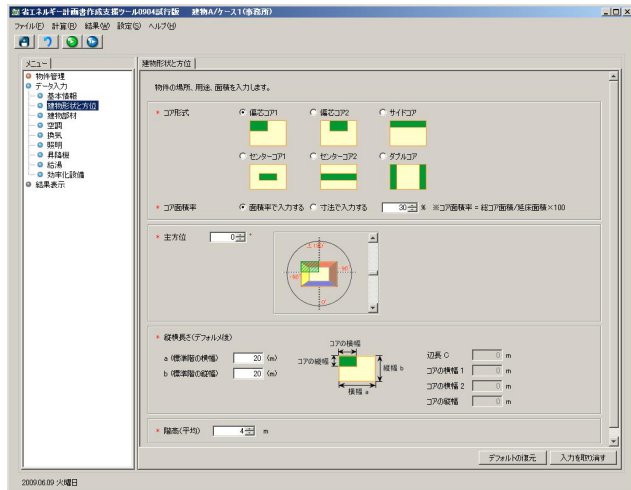 省エネルギー計画書作成支援ツール0904試行版 建物A/ケース1(事務所)
ファイル(F) 計算(R) 結果(W) 設定(S) ヘルプ(H)
メニュー
物件管理
データ入力
基本情報
建物形状と方位
建物部材
空調
換気
照明
昇降機
給湯
効率化設備
結果表示
建物形状と方位
物件の場所、用途、面積を入力します。
* コア形式 偏芯コア1 偏芯コア2 サイドコア
センターコア1 センターコア2 ダブルコア
* コア面積率 面積率で入力する 寸法で入力する 30 % ※コア面積率 = 総コア面積/延床面積×100
* 主方位 0 °
* 縦横長さ(デフォルメ後)
a (標準階の横幅) 20 (m)
b (標準階の縦幅) 20 (m)
コアの横幅
コアの縦幅
縦幅 b
横幅 a
辺長 C 0 m
コアの横幅 1 0 m
コアの横幅 2 0 m
コアの縦幅 0 m
* 階高(平均) 4 m
デフォルトの復元 入力を取り消す
2009.06.09 火曜日